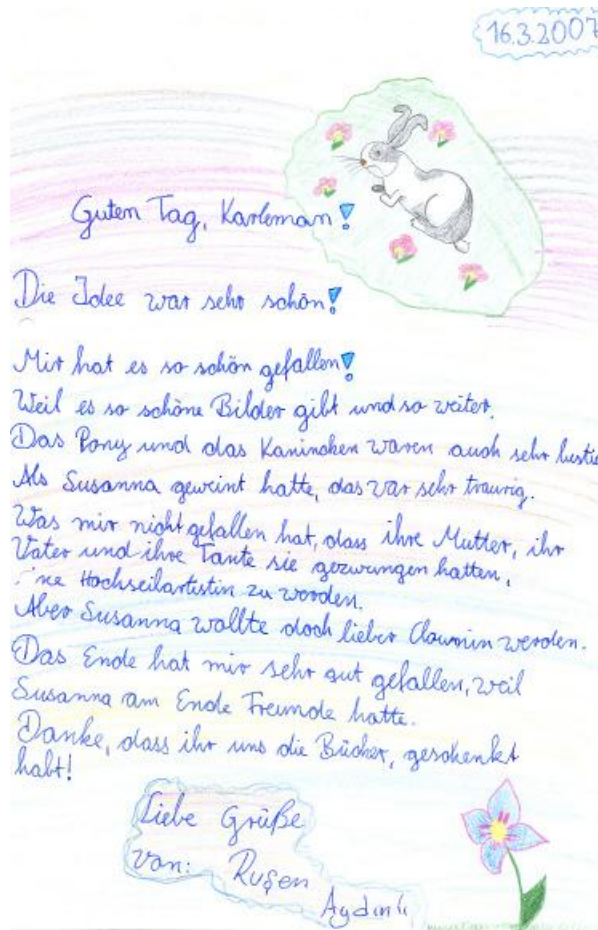 16.3.2007
Guten Tag, Karleman!
Die Idee war sehr schön!
Mir hat es so schön gefallen!
Weil es so schöne Bilder gibt und so weiter.
Das Pony und das Kaninchen waren auch sehr lustig
Als Susanna geweint hatte, das war sehr traurig.
Was mir nicht gefallen hat, dass ihre Mutter, ihr
Vater und ihre Tante sie gezwungen hatten,
ne Hochseilartistin zu werden.
Aber Susanna wollte doch lieber Clownin werden.
Das Ende hat mir sehr gut gefallen, weil
Susanna am Ende Freunde hatte.
Danke, dass ihr uns die Bücher, geschenkt
habt!
Liebe Grüße
von: Ruşen
Aydınlı